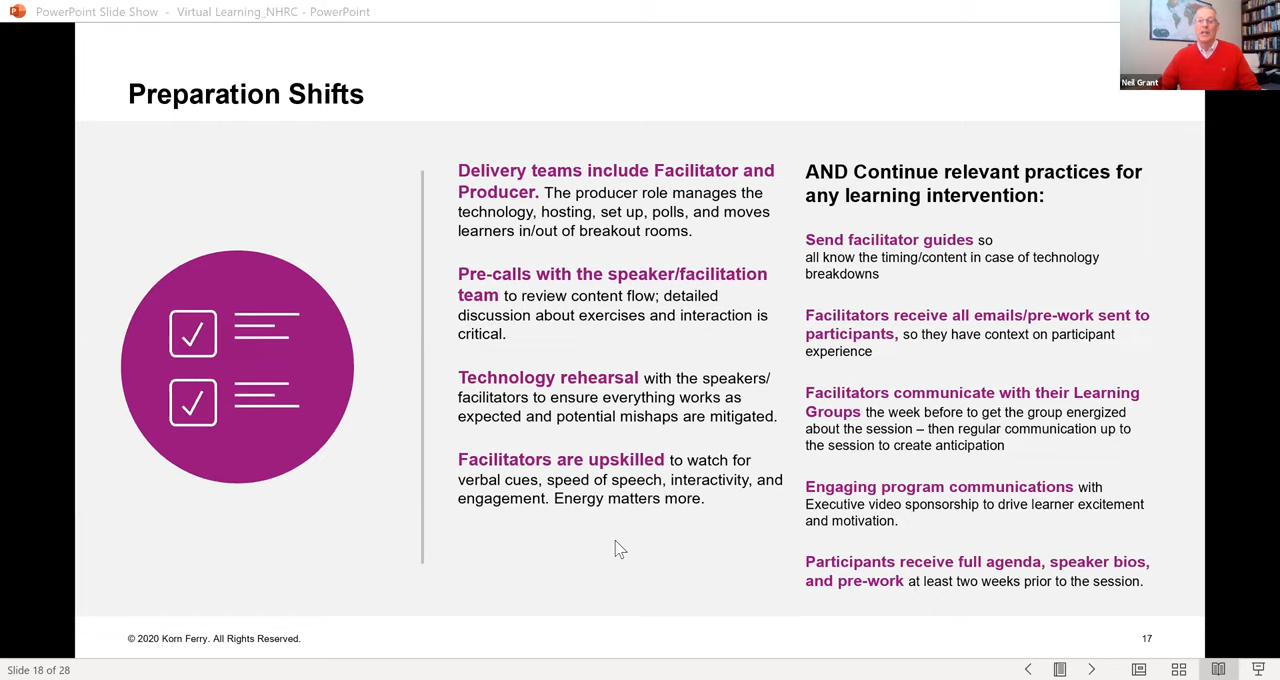 PowerPoint Slide Show - Virtual Learning_NHRC - PowerPoint
Neil Grant
Preparation Shifts
Delivery teams include Facilitator and
Producer. The producer role manages the
technology, hosting, set up, polls, and moves
learners in/out of breakout rooms.
Pre-calls with the speaker/facilitation
team to review content flow; detailed
discussion about exercises and interaction is
critical.
Technology rehearsal with the speakers/
facilitators to ensure everything works as
expected and potential mishaps are mitigated.
Facilitators are upskilled to watch for
verbal cues, speed of speech, interactivity, and
engagement. Energy matters more.
AND Continue relevant practices for
any learning intervention:
Send facilitator guides so
all know the timing/content in case of technology
breakdowns
Facilitators receive all emails/pre-work sent to
participants, so they have context on participant
experience
Facilitators communicate with their Learning
Groups the week before to get the group energized
about the session – then regular communication up to
the session to create anticipation
Engaging program communications with
Executive video sponsorship to drive learner excitement
and motivation.
Participants receive full agenda, speaker bios,
and pre-work at least two weeks prior to the session.
© 2020 Korn Ferry. All Rights Reserved.
17
Slide 18 of 28